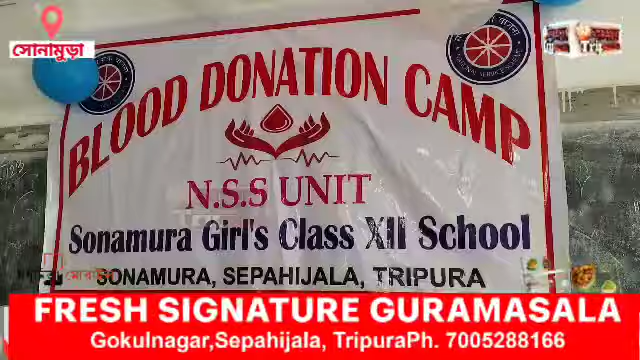 সোনামুড়া
BLOOD DONATION CAMP
N.S.S UNIT
Sonamura Girl's Class XII School
SONAMURA, SEPAHIJALA, TRIPURA
FRESH SIGNATURE GURAMASALA
Gokulnagar,Sepahijala, TripuraPh. 7005288166